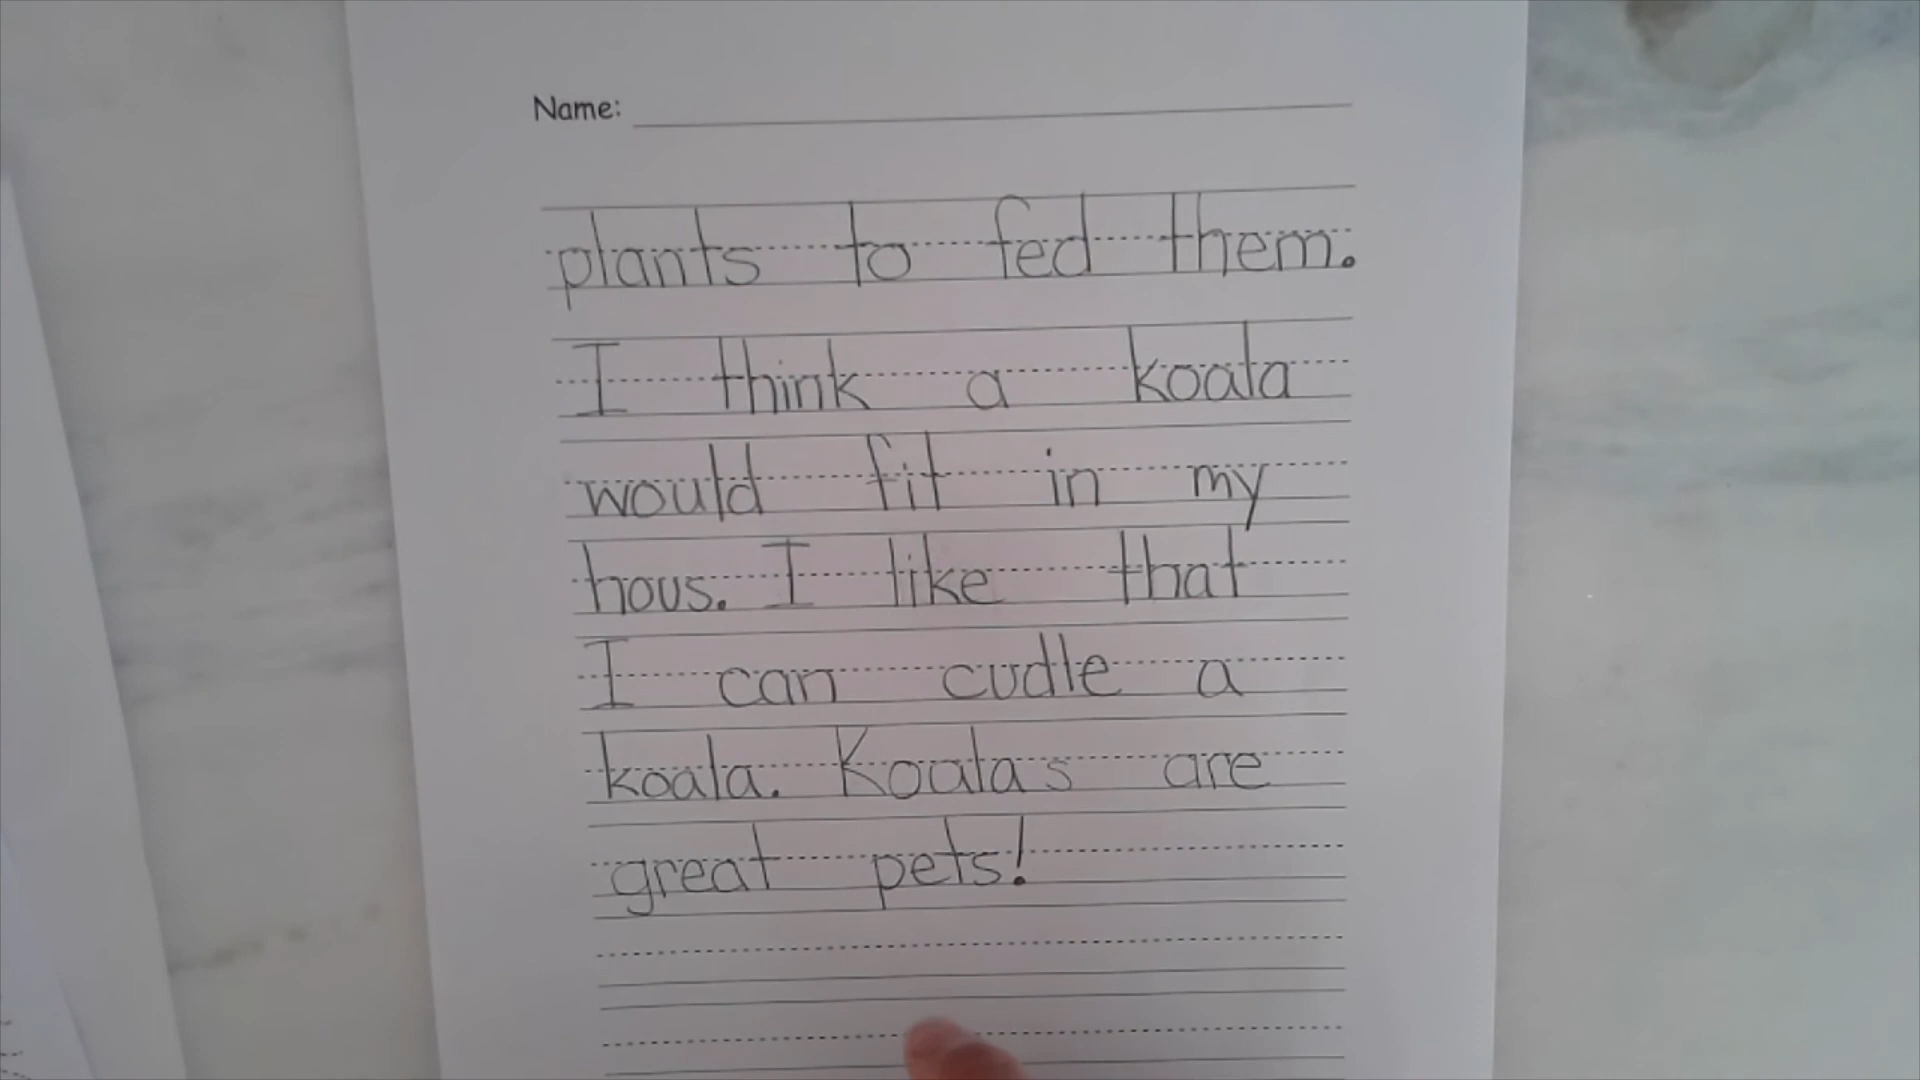 Name:
plants to fed them.
I think a koala
would fit in my
hous. I like that
I can cudle a
koala. Koalas are
great pets!